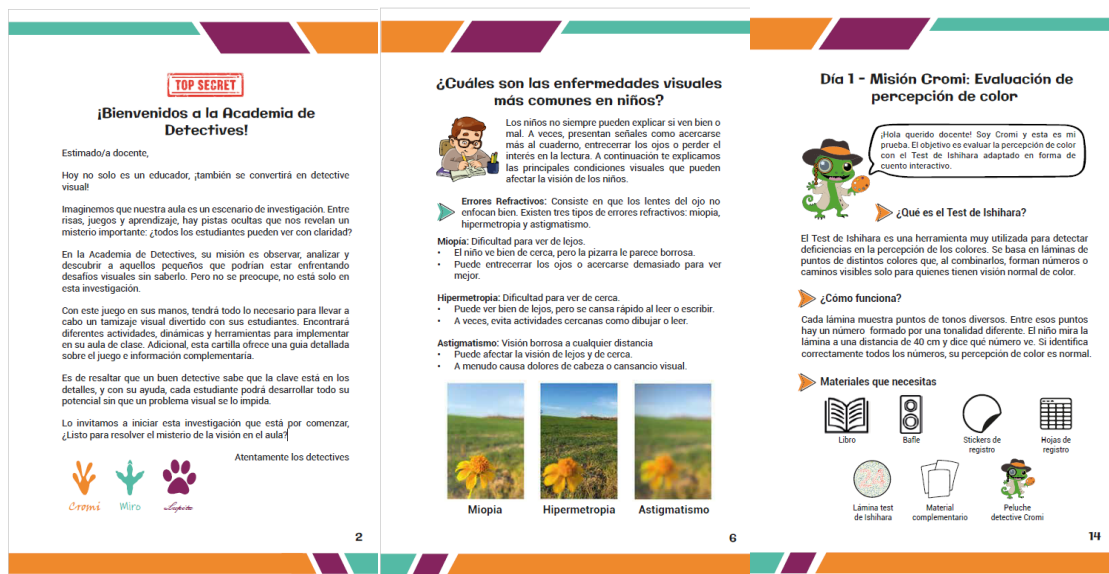 TOP SECRET
¡Bienvenidos a la Academia de
Detectives!
Estimado/a docente,
Hoy no solo es un educador, ¡también se convertirá en detective
visual!
Imaginemos que nuestra aula es un escenario de investigación. Entre
risas, juegos y aprendizaje, hay pistas ocultas que nos revelan un
misterio importante: ¿todos los estudiantes pueden ver con claridad?
En la Academia de Detectives, su misión es observar, analizar y
descubrir a aquellos pequeños que podrían estar enfrentando
desafíos visuales sin saberlo. Pero no se preocupe, no está solo en
esta investigación.
Con este juego en sus manos, tendrá todo lo necesario para llevar a
cabo un tamizaje visual divertido con sus estudiantes. Encontrará
diferentes actividades, dinámicas y herramientas para implementar
en su aula de clase. Adicional, esta cartilla ofrece una guía detallada
sobre el juego e información complementaria.
Es de resaltar que un buen detective sabe que la clave está en los
detalles, y con su ayuda, cada estudiante podrá desarrollar todo su
potencial sin que un problema visual se lo impida.
Lo invitamos a iniciar esta investigación que está por comenzar,
¿Listo para resolver el misterio de la visión en el aula?
Atentamente los detectives
Cromi
Miro
Lupita
2
¿Cuáles son las enfermedades visuales
más comunes en niños?
Los niños no siempre pueden explicar si ven bien o
mal. A veces, presentan señales como acercarse
más al cuaderno, entrecerrar los ojos o perder el
interés en la lectura. A continuación te explicamos
las principales condiciones visuales que pueden
afectar la visión de los niños.
Errores Refractivos: Consiste en que los lentes del ojo no
enfocan bien. Existen tres tipos de errores refractivos: miopia,
hipermetropia y astigmatismo.
Miopía: Dificultad para ver de lejos.
• El niño ve bien de cerca, pero la pizarra le parece borrosa.
• Puede entrecerrar los ojos o acercarse demasiado para ver
mejor.
Hipermetropia: Dificultad para ver de cerca.
• Puede ver bien de lejos, pero se cansa rápido al leer o escribir.
• A veces, evita actividades cercanas como dibujar o leer.
Astigmatismo: Visión borrosa a cualquier distancia
• Puede afectar la visión de lejos y de cerca.
• A menudo causa dolores de cabeza o cansancio visual.
Miopia
Hipermetropia
Astigmatismo
6
Día 1 - Misión Cromi: Evaluación de
percepción de color
¡Hola querido docente! Soy Cromi y esta es mi
prueba. El objetivo es evaluar la percepción de color
con el Test de Ishihara adaptado en forma de
cuento interactivo.
¿Qué es el Test de Ishihara?
El Test de Ishihara es una herramienta muy utilizada para detectar
deficiencias en la percepción de los colores. Se basa en láminas de
puntos de distintos colores que, al combinarlos, forman números o
caminos visibles solo para quienes tienen visión normal de color.
¿Cómo funciona?
Cada lámina muestra puntos de tonos diversos. Entre esos puntos
hay un número formado por una tonalidad diferente. El niño mira la
lámina a una distancia de 40 cm y dice qué número ve. Si identifica
correctamente todos los números, su percepción de color es normal.
Materiales que necesitas
Libro
Bafle
Stickers de
registro
Hojas de
registro
Lámina test
de Ishihara
Material
complementario
Peluche
detective Cromi
14